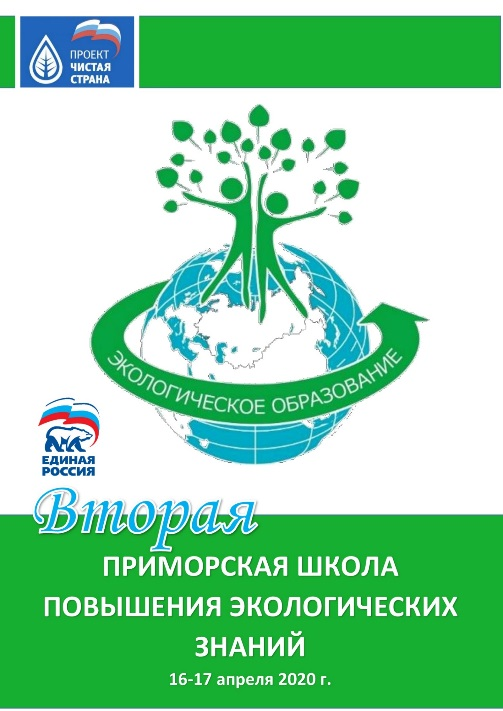 ПРОЕКТ
ЧИСТАЯ
СТРАНА
ЭКОЛОГИЧЕСКОЕ ОБРАЗОВАНИЕ
ЕДИНАЯ
РОССИЯ
Вторая
ПРИМОРСКАЯ ШКОЛА
ПОВЫШЕНИЯ ЭКОЛОГИЧЕСКИХ
ЗНАНИЙ
16-17 апреля 2020 г.